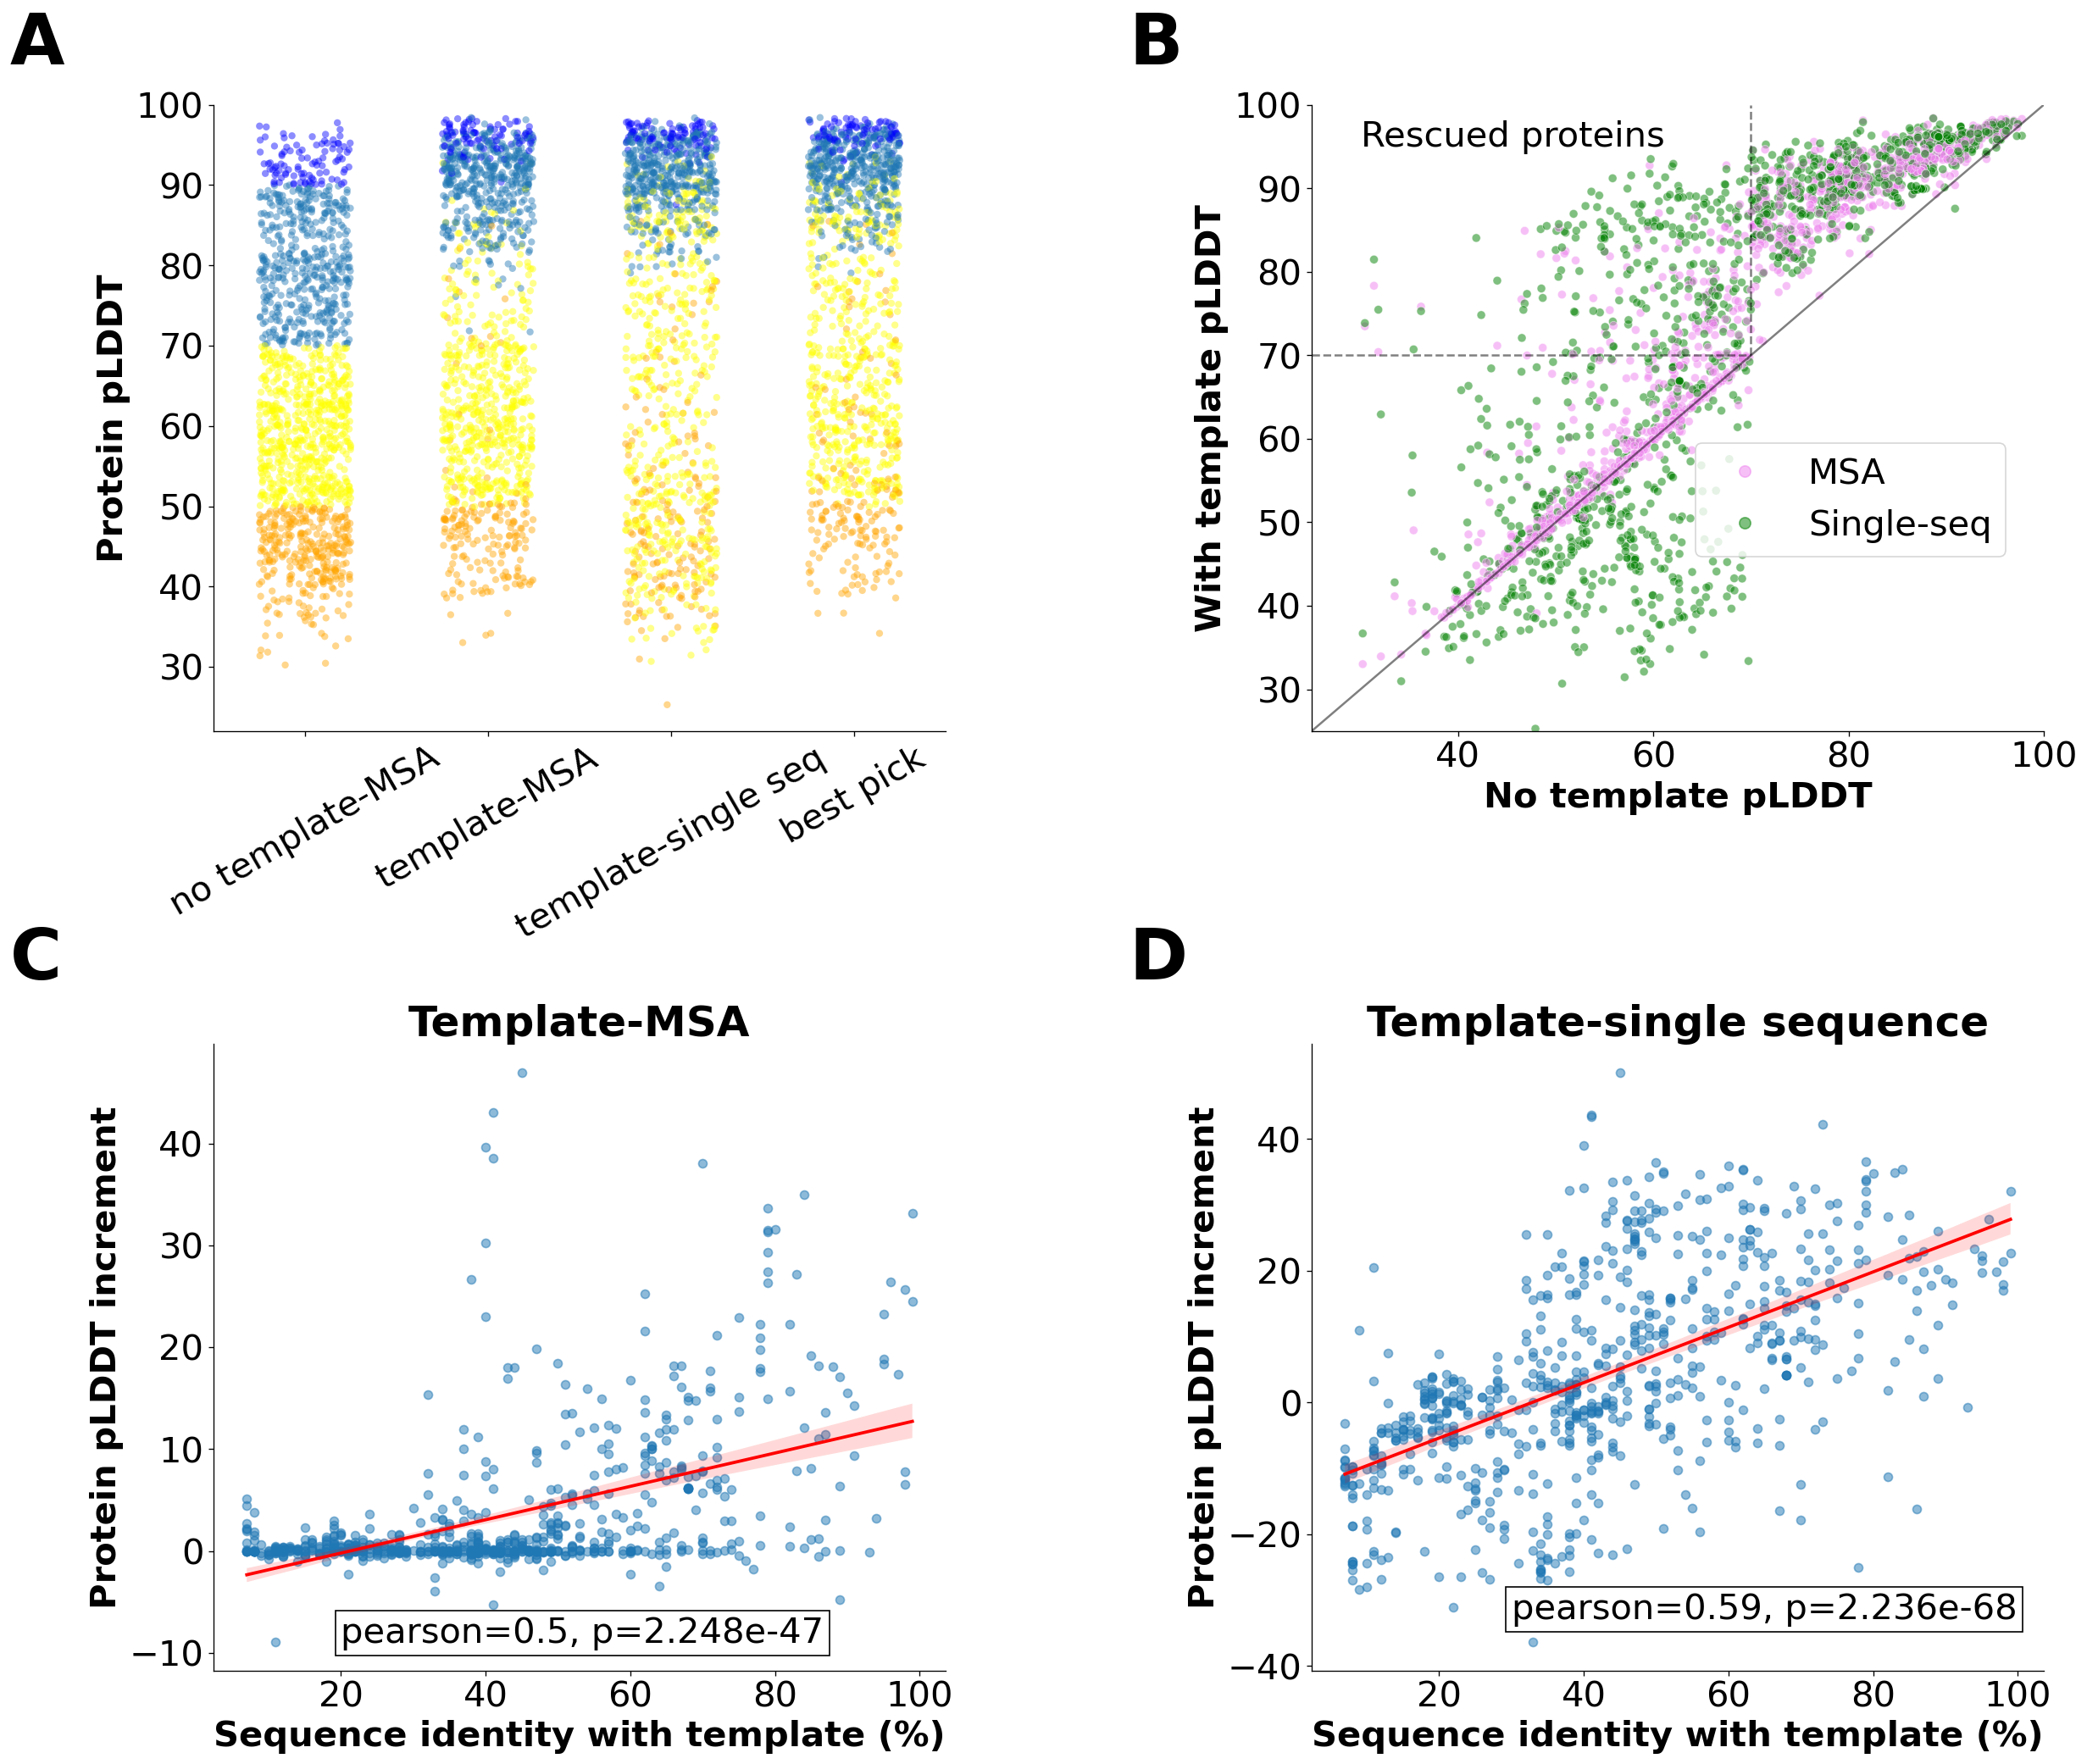 A
Protein pLDDT
100
90
80
70
60
50
40
30
no template-MSA
template-MSA
template-single seq
best pick
B
With template pLDDT
100
90
80
70
60
50
40
30
Rescued proteins
MSA
Single-seq
40
60
80
100
No template pLDDT
C
Template-MSA
Protein pLDDT increment
40
30
20
10
0
−10
pearson=0.5, p=2.248e-47
20
40
60
80
100
Sequence identity with template (%)
D
Template-single sequence
Protein pLDDT increment
40
20
0
−20
−40
pearson=0.59, p=2.236e-68
20
40
60
80
100
Sequence identity with template (%)